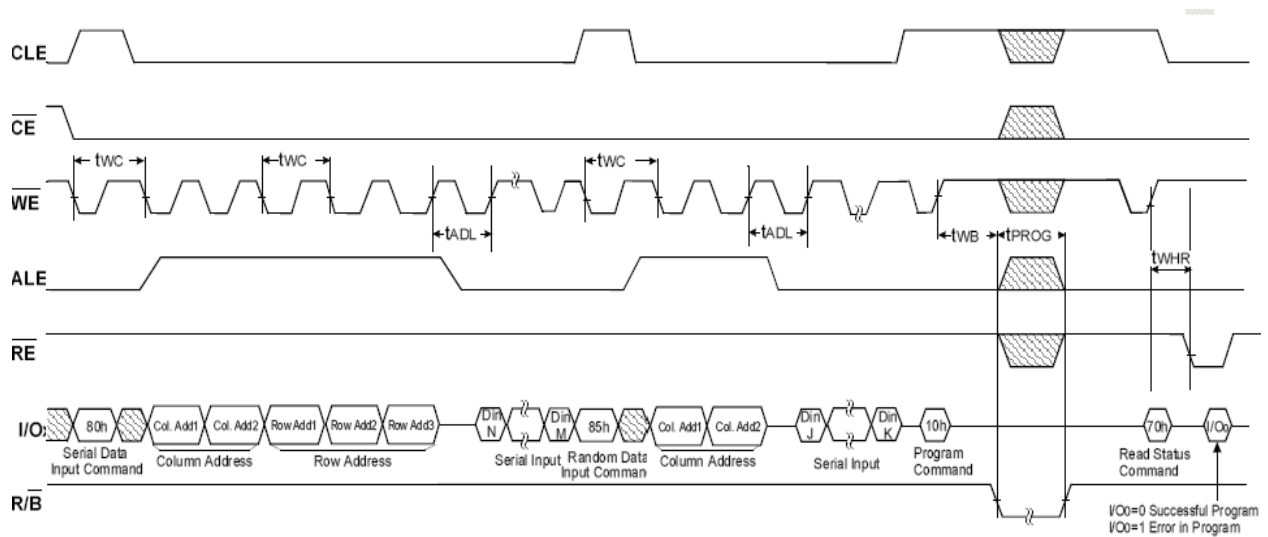 CLE
CE
tWC
tWC
tWC
WE
tADL
tADL
tWB
tPROG
tWHR
ALE
RE
I/Ox
80h
Col. Add1
Col. Add2
Row Add1
Row Add2
Row Add3
Din
N
Din
M
85h
Col. Add1
Col. Add2
Din
J
Din
K
10h
70h
I/O0
Serial Data
Input Command
Column Address
Row Address
Serial Input
Random Data
Input Command
Column Address
Serial Input
Program
Command
Read Status
Command
R/B
I/O0=0 Successful Program
I/O0=1 Error in Program